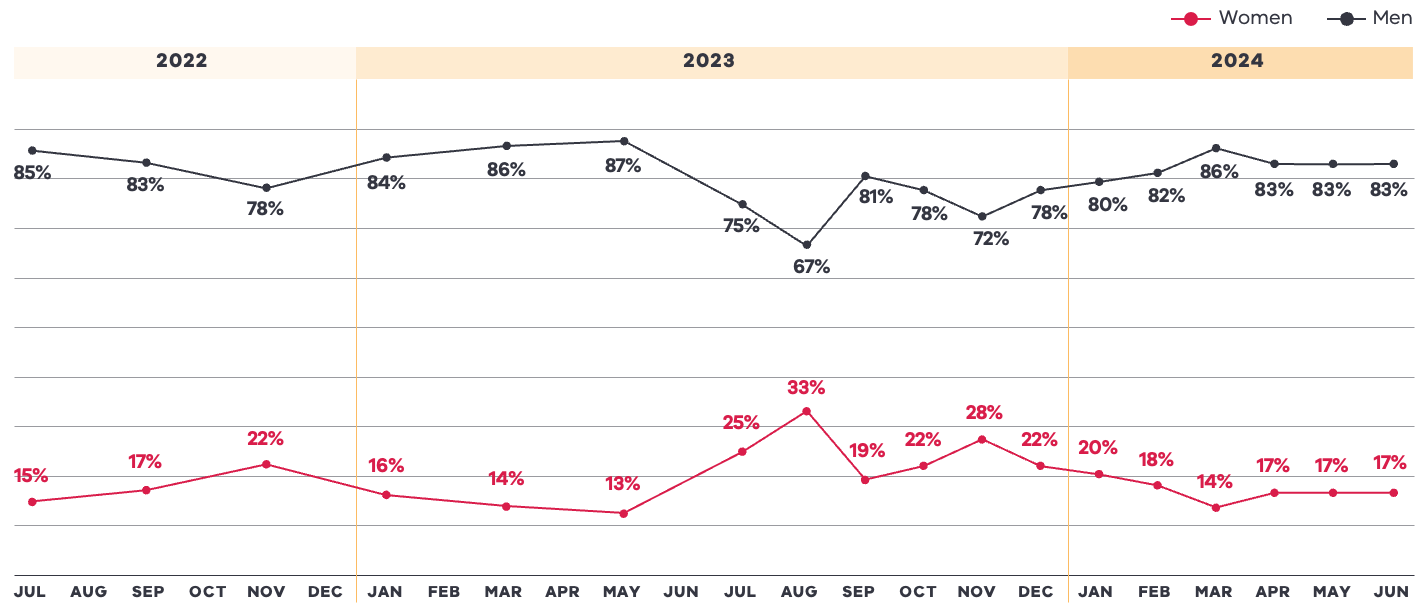 Women Men
2022 2023 2024
85% 83% 78% 84% 86% 87% 75% 67% 81% 78% 72% 78% 80% 82% 86% 83% 83% 83%
15% 17% 22% 16% 14% 13% 25% 33% 19% 22% 28% 22% 20% 18% 14% 17% 17% 17%
JUL AUG SEP OCT NOV DEC JAN FEB MAR APR MAY JUN JUL AUG SEP OCT NOV DEC JAN FEB MAR APR MAY JUN